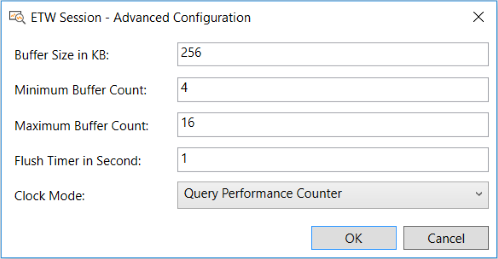 ETW Session - Advanced Configuration
Buffer Size in KB: 256
Minimum Buffer Count: 4
Maximum Buffer Count: 16
Flush Timer in Second: 1
Clock Mode: Query Performance Counter
OK Cancel